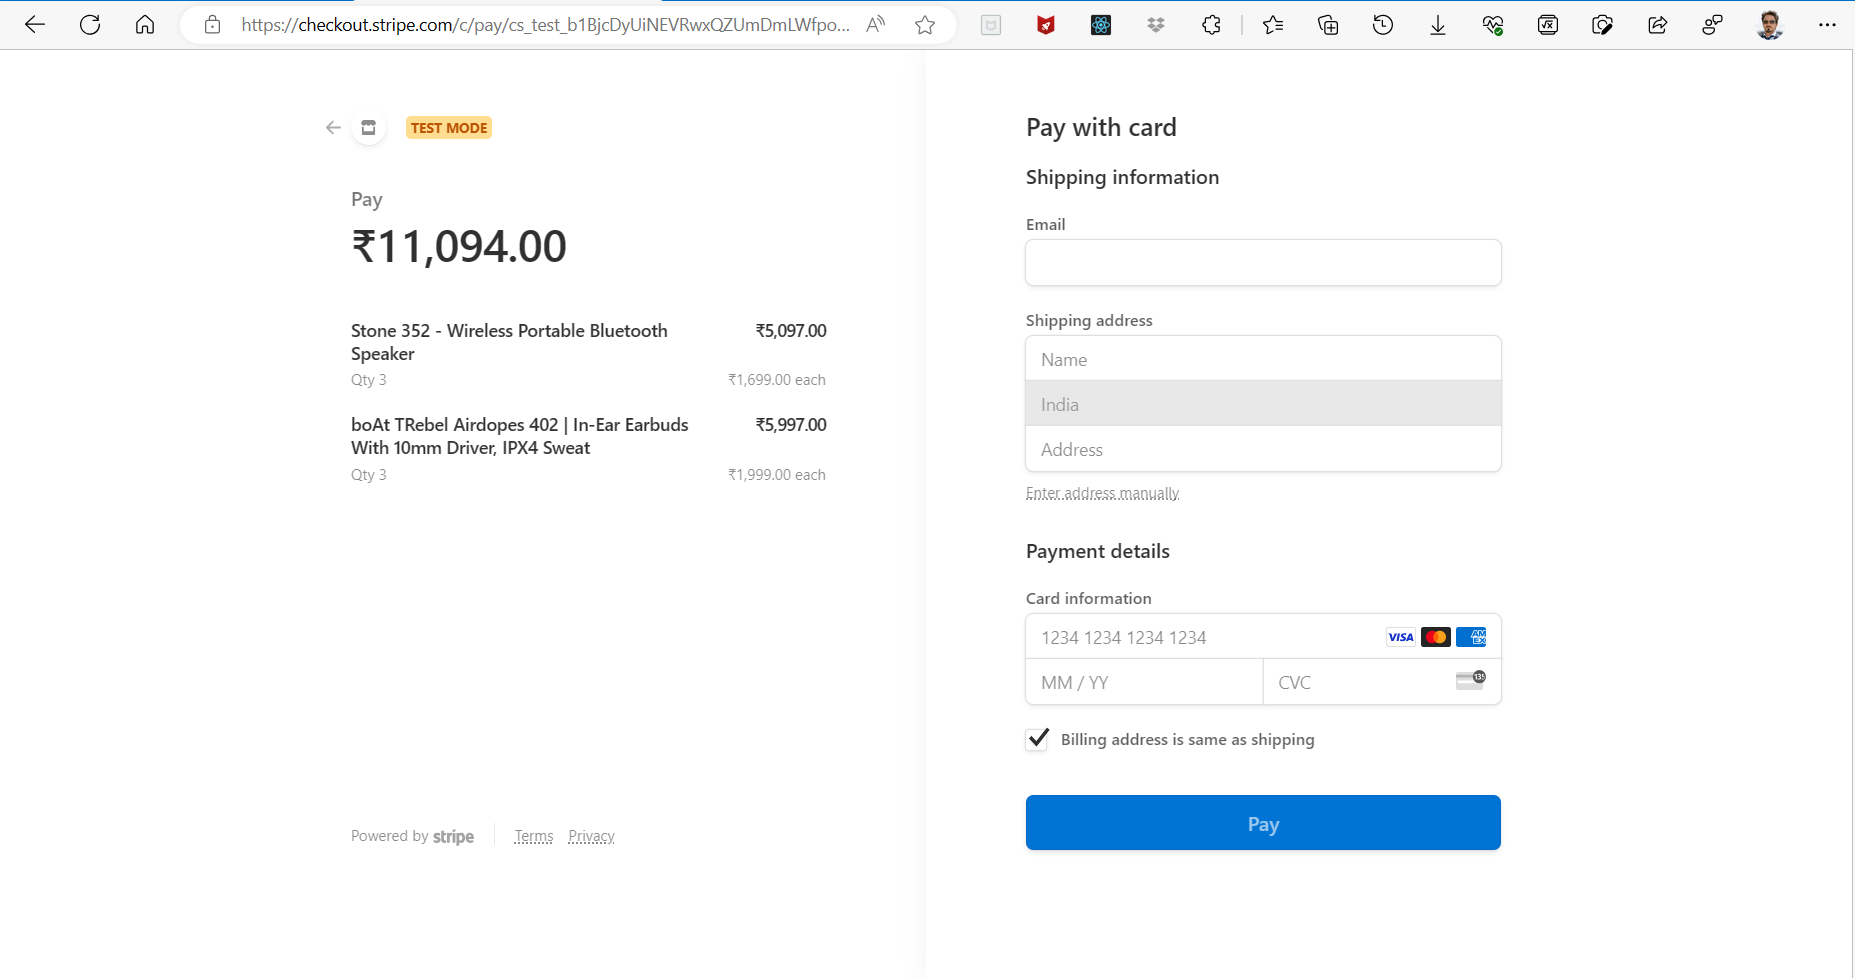 https://checkout.stripe.com/c/pay/cs_test_b1BjcDyUiNEVRwxQZUmDmLWfpo...
TEST MODE
Pay
₹11,094.00
Stone 352 - Wireless Portable Bluetooth
Speaker
₹5,097.00
Qty 3
₹1,699.00 each
boAt TRebel Airdopes 402 | In-Ear Earbuds
With 10mm Driver, IPX4 Sweat
₹5,997.00
Qty 3
₹1,999.00 each
Powered by stripe
Terms
Privacy
Pay with card
Shipping information
Email
Shipping address
Name
India
Address
Enter address manually
Payment details
Card information
1234 1234 1234 1234
VISA
AM
EX
MM / YY
CVC
135
Billing address is same as shipping
Pay